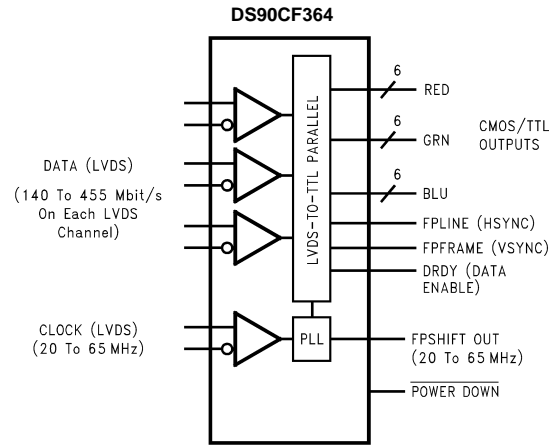 DS90CF364
DATA (LVDS)
(140 To 455 Mbit/s
On Each LVDS
Channel)
CLOCK (LVDS)
(20 To 65 MHz)
LVDS-TO-TTL PARALLEL
PLL
6
RED
6
GRN
CMOS/TTL
OUTPUTS
6
BLU
FPLINE (HSYNC)
FPFRAME (VSYNC)
DRDY (DATA
ENABLE)
FPSHIFT OUT
(20 To 65 MHz)
POWER DOWN